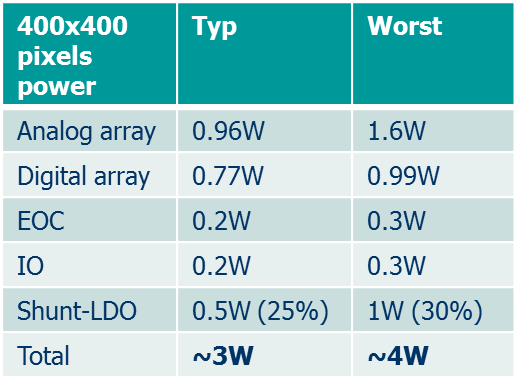 400x400 pixels power Typ Worst
Analog array 0.96W 1.6W
Digital array 0.77W 0.99W
EOC 0.2W 0.3W
IO 0.2W 0.3W
Shunt-LDO 0.5W (25%) 1W (30%)
Total ~3W ~4W